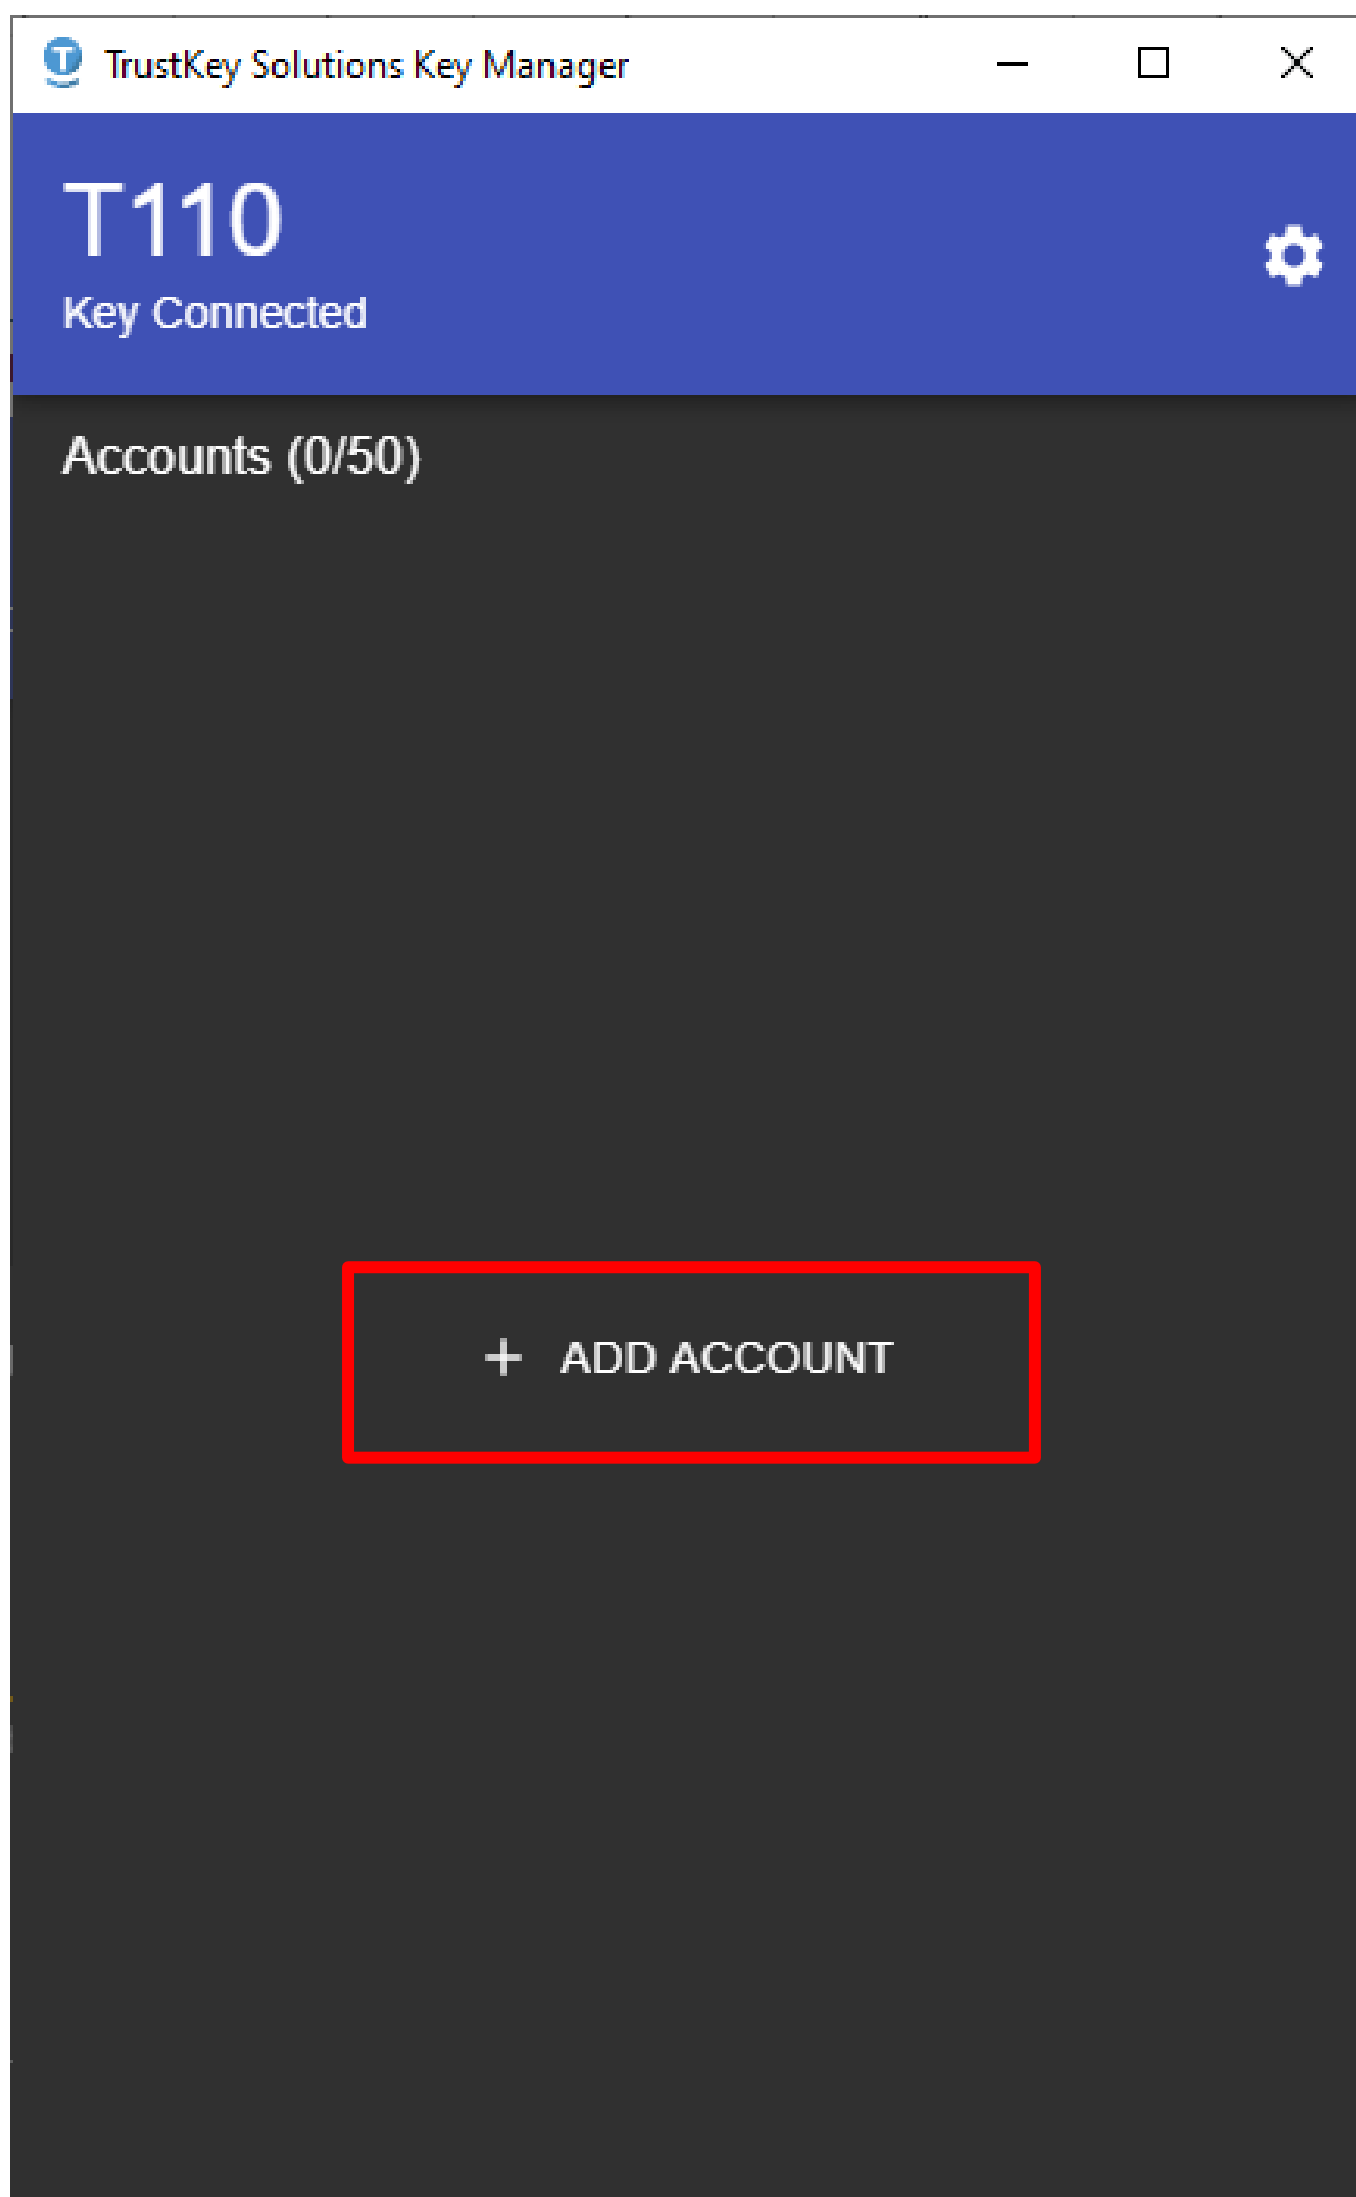 TrustKey Solutions Key Manager
T110
Key Connected
Accounts (0/50)
+ ADD ACCOUNT